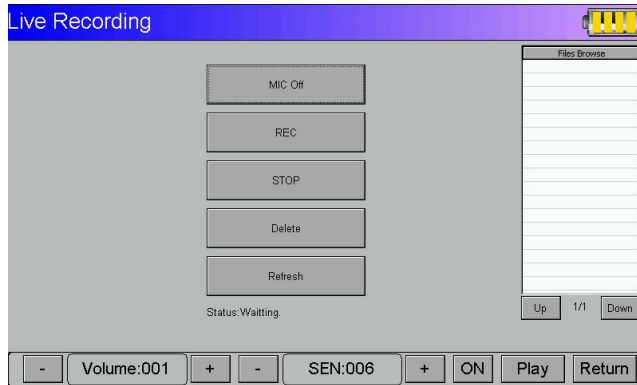 Live Recording
Files Browse
MIC Off
REC
STOP
Delete
Refresh
Status:Waitting.
Up 1/1 Down
- Volume:001 + - SEN:006 + ON Play Return